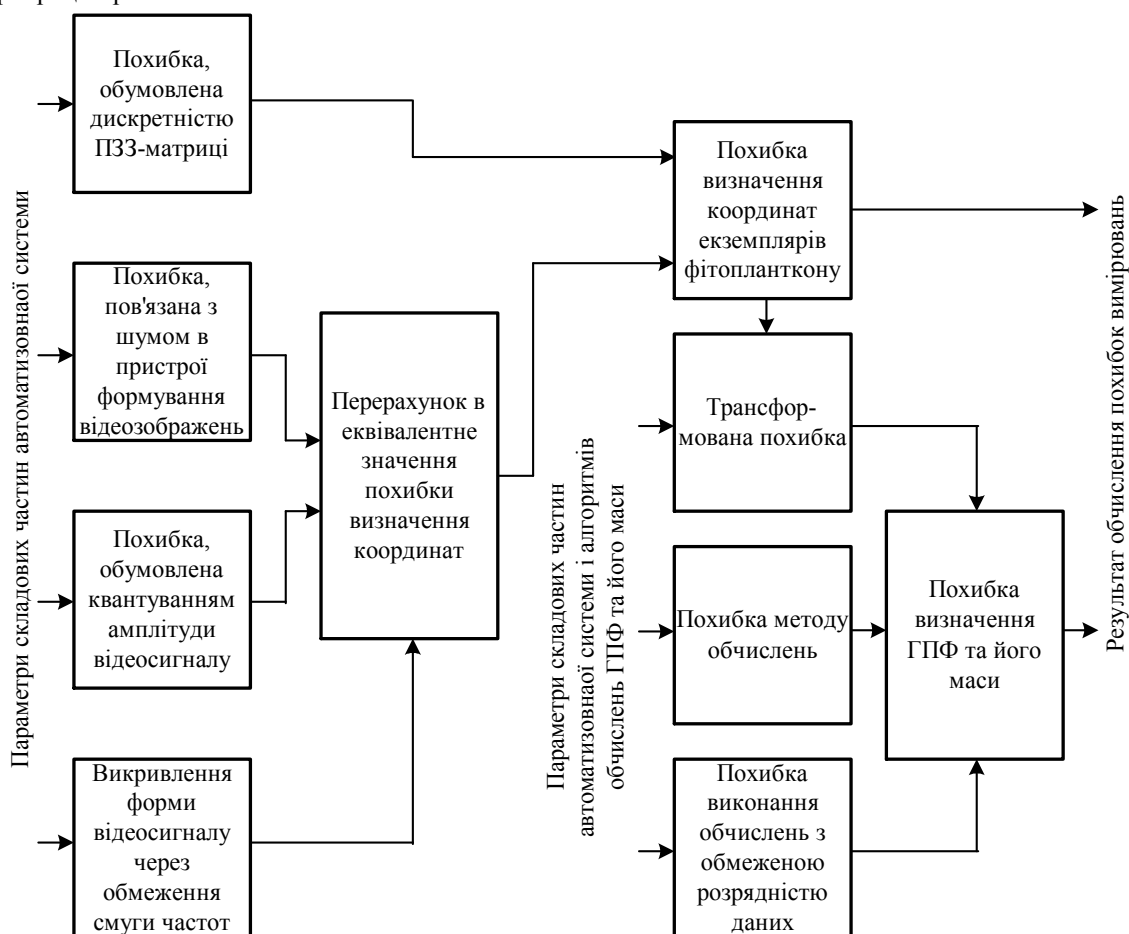 Похибка,
обумовлена
дискретністю
ПЗЗ-матриці
Похибка
визначення
координат
екземплярів
фітопланткону
Параметри складових частин автоматизовної системи
Похибка,
пов'язана з
шумом в
пристрої
формування
відеозображень
Перерахунок в
еквівалентне
значення
похибки
визначення
координат
Трансфор-
мована похибка
Похибка,
обумовлена
квантуванням
амплітуди
відеосигналу
Параметри складових частин
автоматизовної системи і алгоритмів
обчислень ГПФ та його маси
Похибка методу
обчислень
Похибка
визначення
ГПФ та його
маси
Результат обчислення похибок вимірювань
Викривлення
форми
відеосигналу
через
обмеження
смуги частот
Похибка
виконання
обчислень з
обмеженою
розрядністю
даних